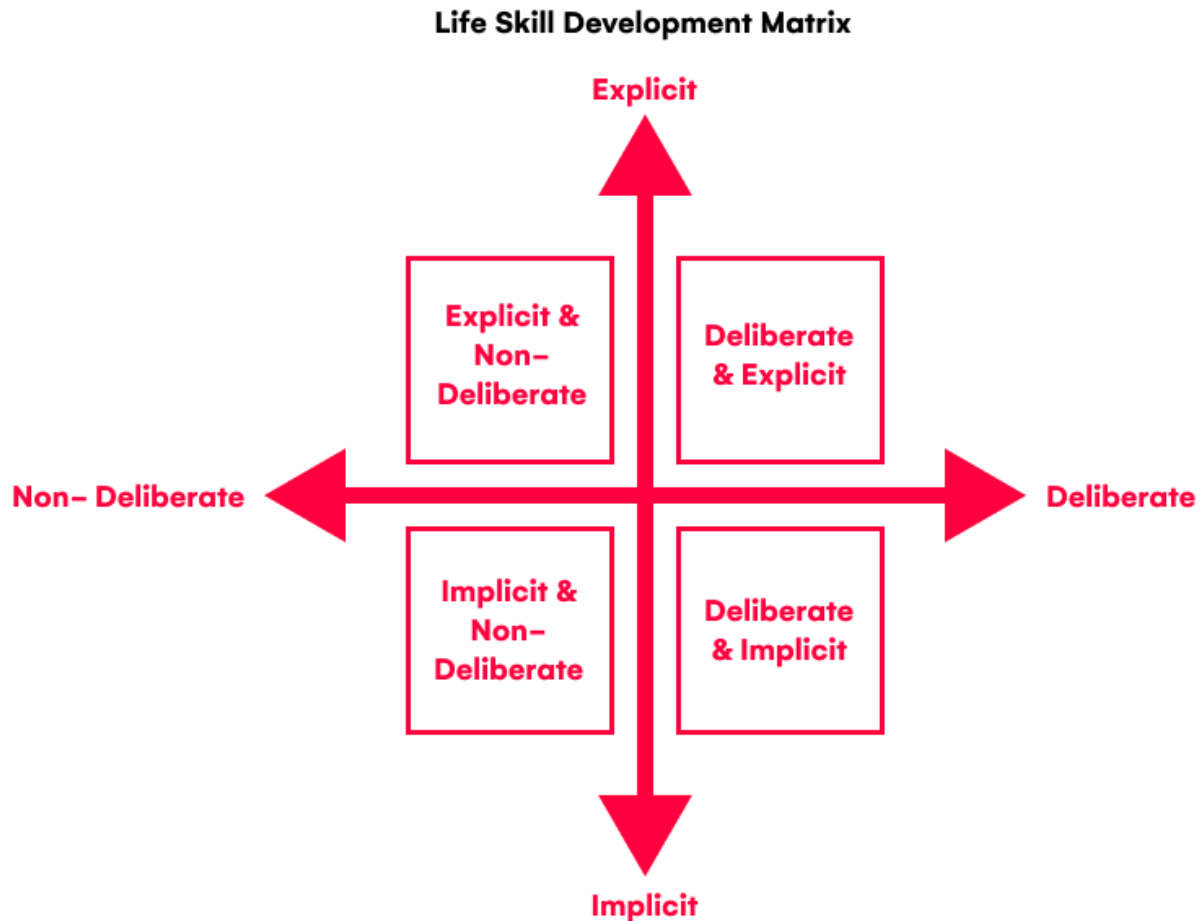 Life Skill Development Matrix
Explicit
Explicit &
Non–
Deliberate
Deliberate
& Explicit
Non– Deliberate
Deliberate
Implicit &
Non–
Deliberate
Deliberate
& Implicit
Implicit